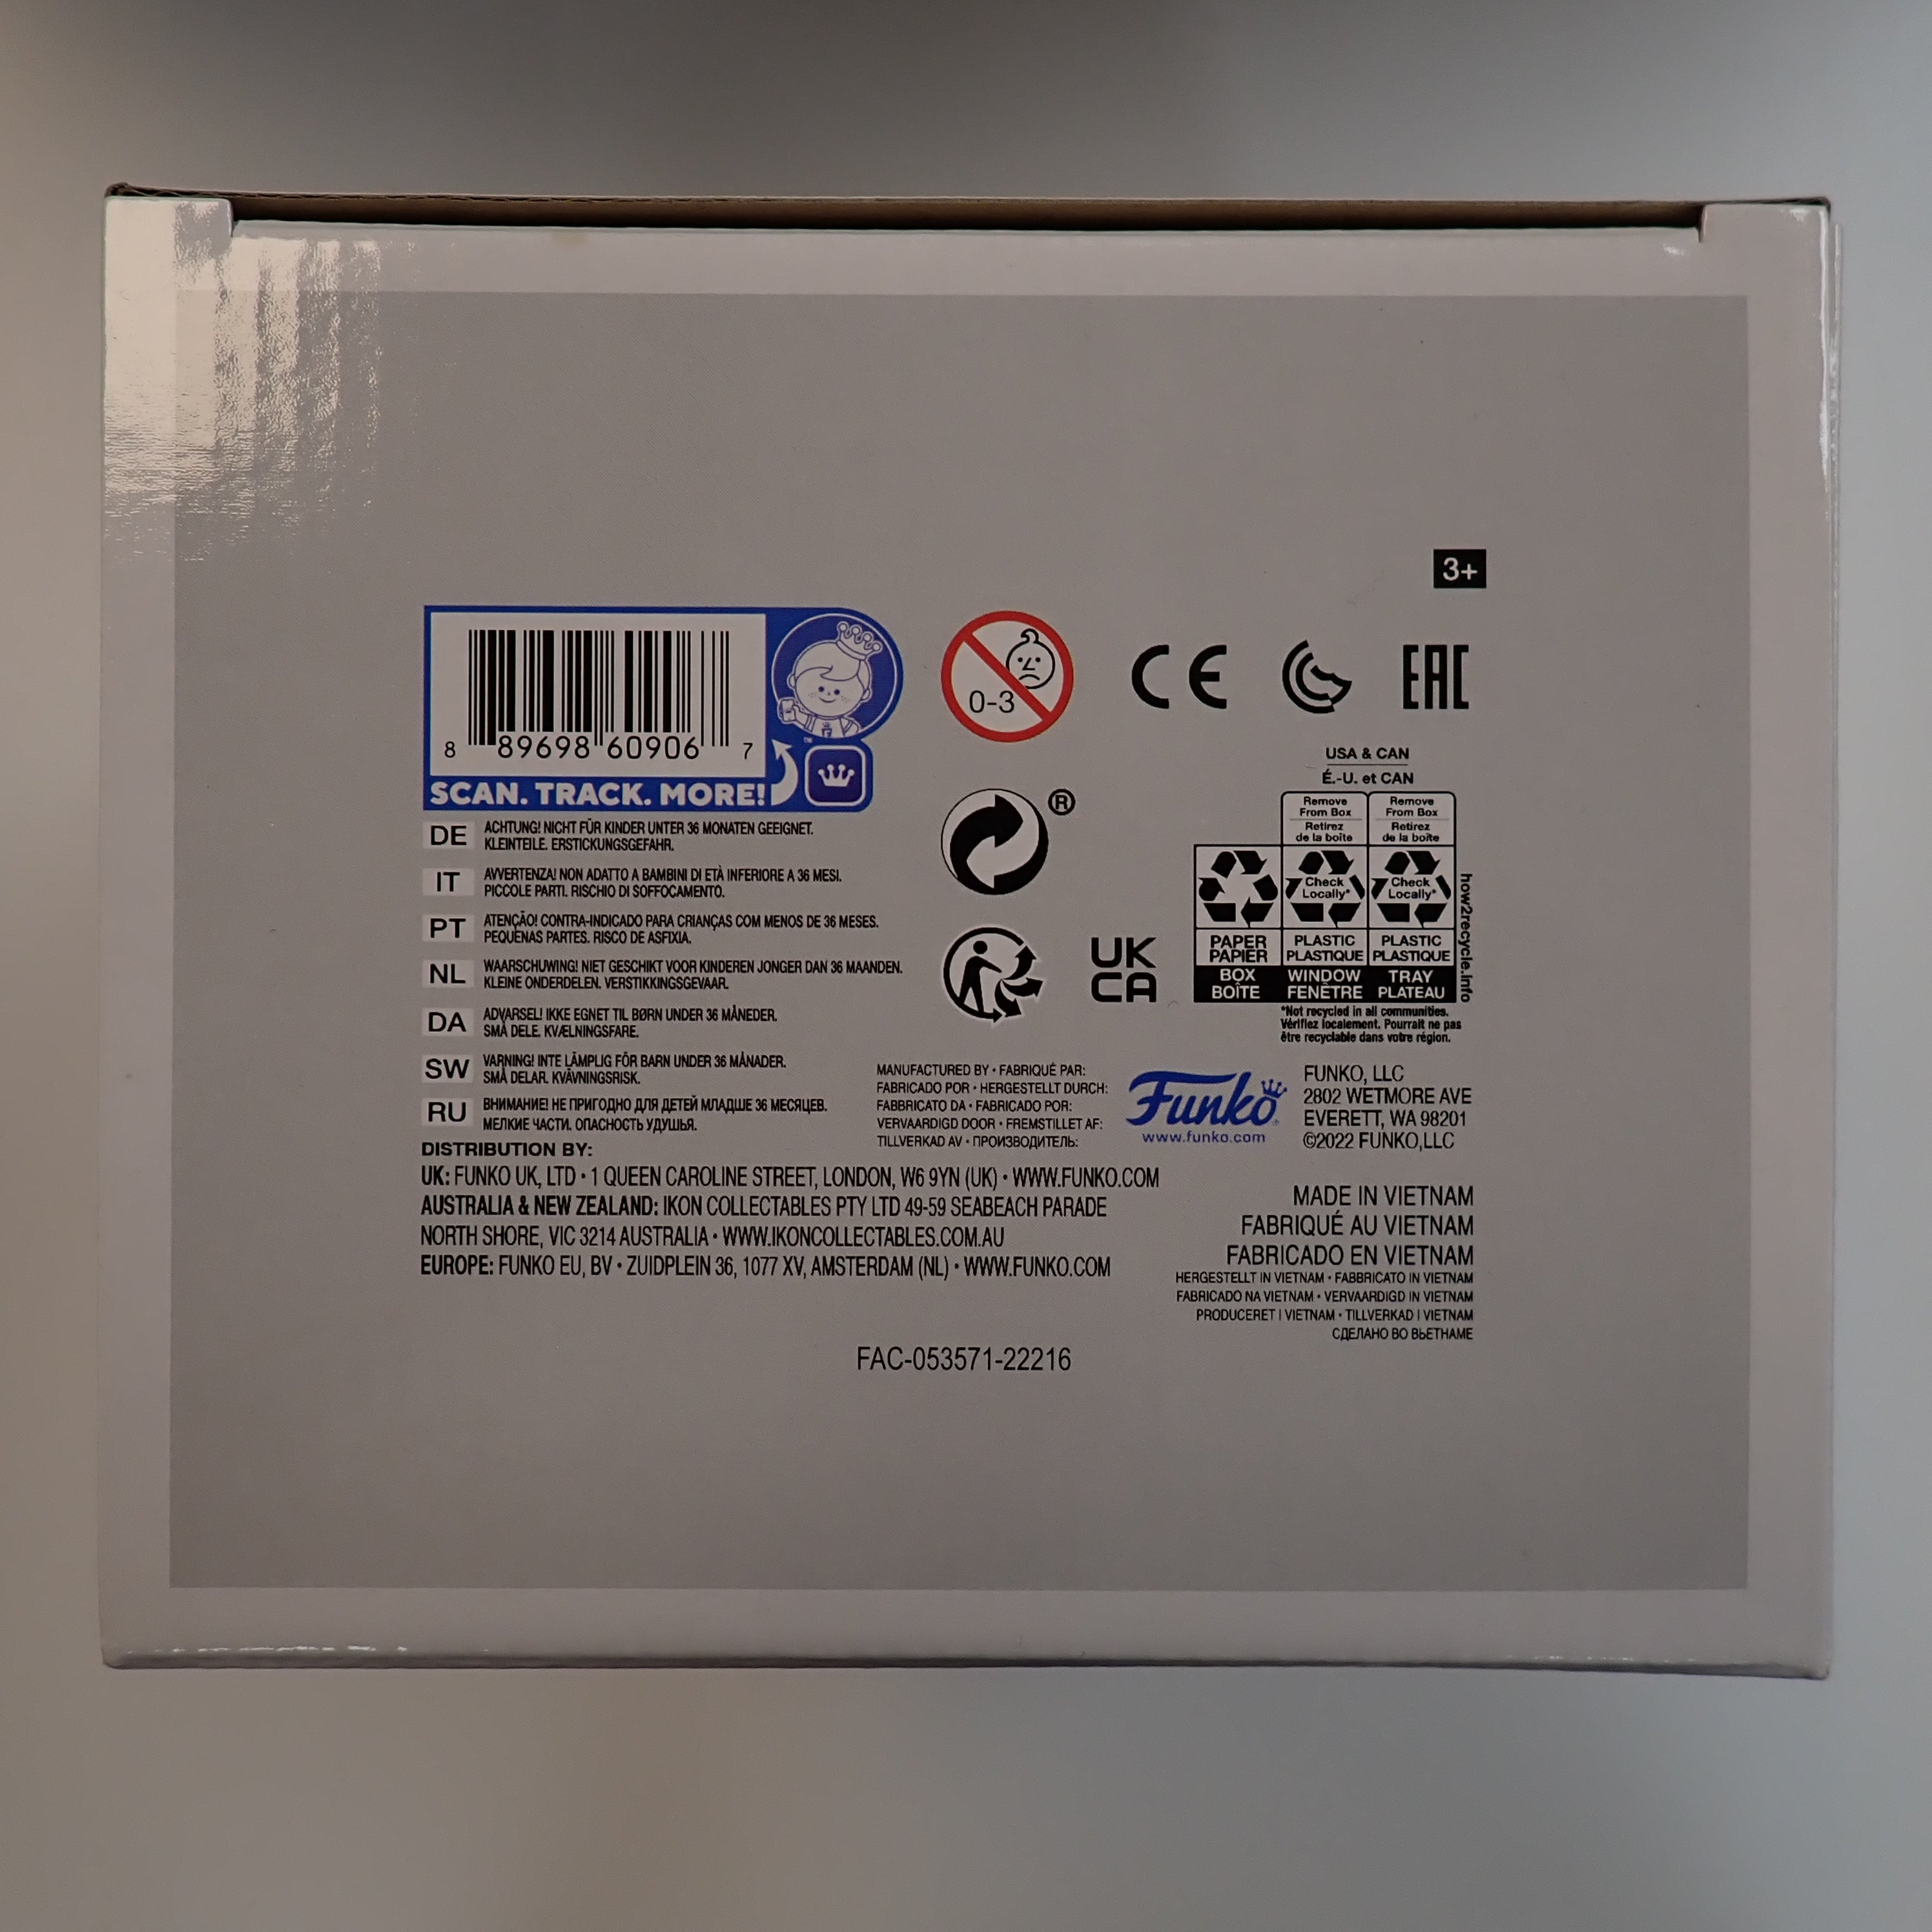 3+
8 89698 60906 7
™
SCAN. TRACK. MORE!
0-3
CE
EAC
®
UK
CA
USA & CAN
É.-U. et CAN
Remove
From Box
Retirez
de la boîte
Remove
From Box
Retirez
de la boîte
Check
Locally*
Check
Locally*
PAPER
PAPIER
BOX
BOÎTE
PLASTIC
PLASTIQUE
WINDOW
FENÊTRE
PLASTIC
PLASTIQUE
TRAY
PLATEAU
how2recycle.info
*Not recycled in all communities.
Vérifiez localement. Pourrait ne pas
être recyclable dans votre région.
DE ACHTUNG! NICHT FÜR KINDER UNTER 36 MONATEN GEEIGNET.
KLEINTEILE. ERSTICKUNGSGEFAHR.
IT AVVERTENZA! NON ADATTO A BAMBINI DI ETÀ INFERIORE A 36 MESI.
PICCOLE PARTI. RISCHIO DI SOFFOCAMENTO.
PT ATENÇÃO! CONTRA-INDICADO PARA CRIANÇAS COM MENOS DE 36 MESES.
PEQUENAS PARTES. RISCO DE ASFIXIA.
NL WAARSCHUWING! NIET GESCHIKT VOOR KINDEREN JONGER DAN 36 MAANDEN.
KLEINE ONDERDELEN. VERSTIKKINGSGEVAAR.
DA ADVARSEL! IKKE EGNET TIL BØRN UNDER 36 MÅNEDER.
SMÅ DELE. KVÆLNINGSFARE.
SW VARNING! INTE LÄMPLIG FÖR BARN UNDER 36 MÅNADER.
SMÅ DELAR. KVÄVNINGSRISK.
RU ВНИМАНИЕ! НЕ ПРИГОДНО ДЛЯ ДЕТЕЙ МЛАДШЕ 36 МЕСЯЦЕВ.
МЕЛКИЕ ЧАСТИ. ОПАСНОСТЬ УДУШЬЯ.
MANUFACTURED BY • FABRIQUÉ PAR:
FABRICADO POR • HERGESTELLT DURCH:
FABBRICATO DA • FABRICADO POR:
VERVAARDIGD DOOR • FREMSTILLET AF:
TILLVERKAD AV • ПРОИЗВОДИТЕЛЬ:
Funko®
www.funko.com
FUNKO, LLC
2802 WETMORE AVE
EVERETT, WA 98201
©2022 FUNKO,LLC
DISTRIBUTION BY:
UK: FUNKO UK, LTD • 1 QUEEN CAROLINE STREET, LONDON, W6 9YN (UK) • WWW.FUNKO.COM
AUSTRALIA & NEW ZEALAND: IKON COLLECTABLES PTY LTD 49-59 SEABEACH PARADE
NORTH SHORE, VIC 3214 AUSTRALIA • WWW.IKONCOLLECTABLES.COM.AU
EUROPE: FUNKO EU, BV • ZUIDPLEIN 36, 1077 XV, AMSTERDAM (NL) • WWW.FUNKO.COM
MADE IN VIETNAM
FABRIQUÉ AU VIETNAM
FABRICADO EN VIETNAM
HERGESTELLT IN VIETNAM • FABBRICATO IN VIETNAM
FABRICADO NA VIETNAM • VERVAARDIGD IN VIETNAM
PRODUCERET I VIETNAM • TILLVERKAD I VIETNAM
СДЕЛАНО ВО ВЬЕТНАМЕ
FAC-053571-22216